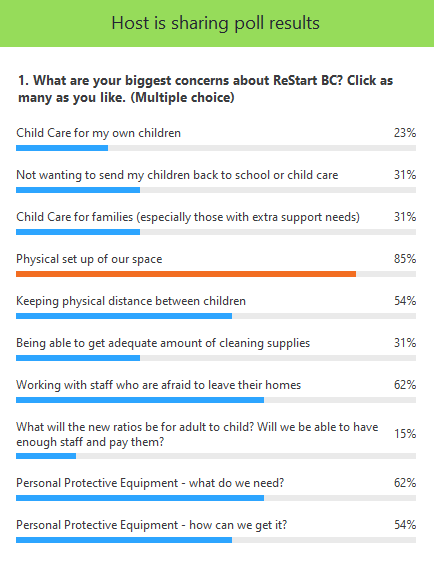 Host is sharing poll results
1. What are your biggest concerns about ReStart BC? Click as
many as you like. (Multiple choice)
Child Care for my own children 23%
Not wanting to send my children back to school or child care 31%
Child Care for families (especially those with extra support needs) 31%
Physical set up of our space 85%
Keeping physical distance between children 54%
Being able to get adequate amount of cleaning supplies 31%
Working with staff who are afraid to leave their homes 62%
What will the new ratios be for adult to child? Will we be able to have
enough staff and pay them? 15%
Personal Protective Equipment - what do we need? 62%
Personal Protective Equipment - how can we get it? 54%